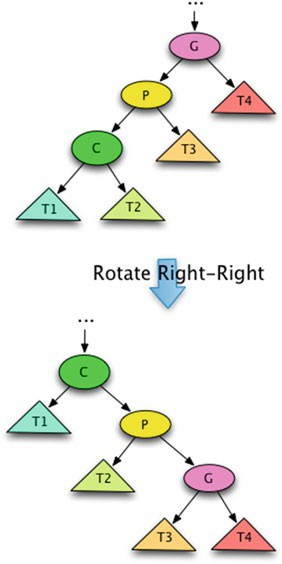 ...
G
P
T4
C
T3
T1
T2
Rotate Right-Right
...
C
T1
P
T2
G
T3
T4